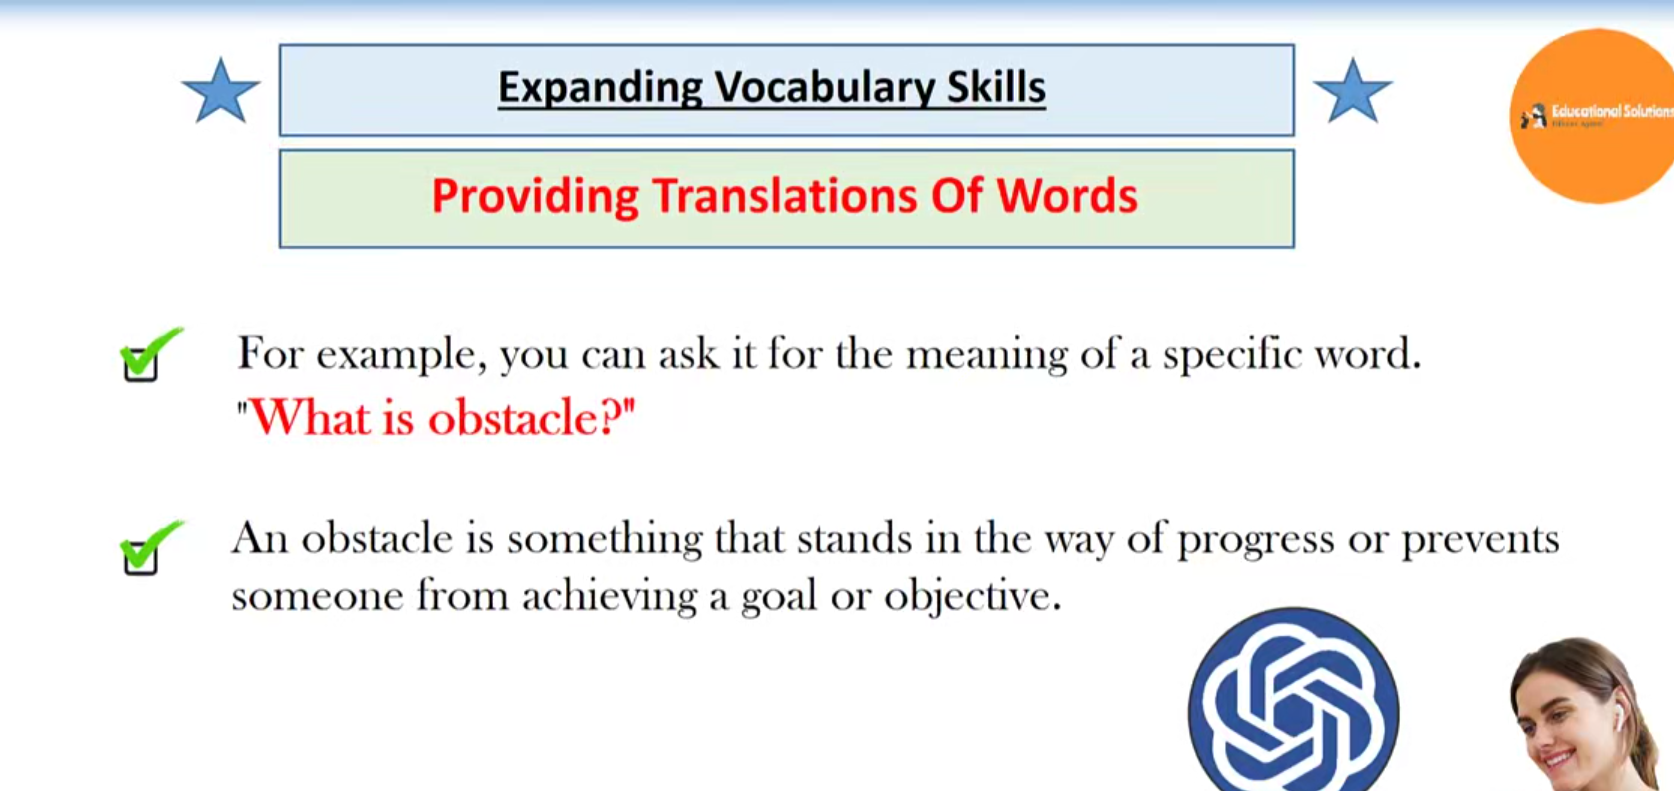 Expanding Vocabulary Skills
Educational Solutions
Providing Translations Of Words
For example, you can ask it for the meaning of a specific word.
"What is obstacle?"
An obstacle is something that stands in the way of progress or prevents
someone from achieving a goal or objective.